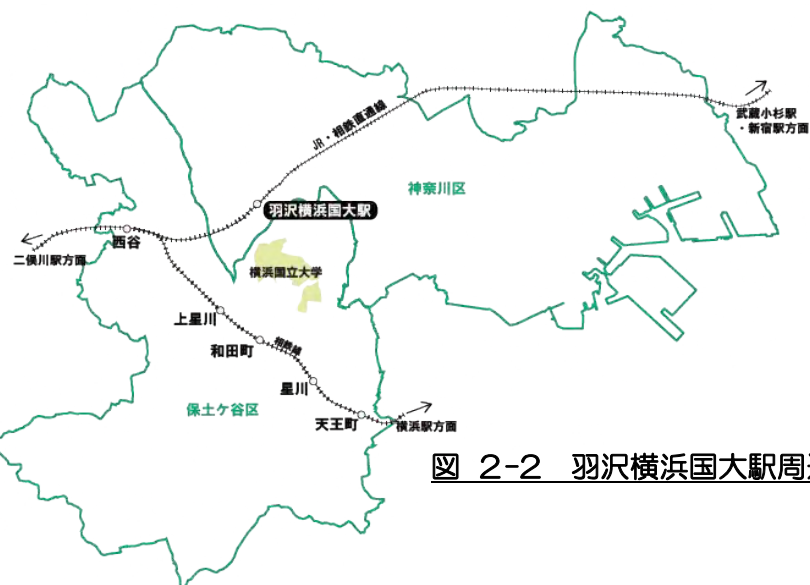 武蔵小杉駅
・新宿駅方面
JR・相鉄直通線
神奈川区
羽沢横浜国大駅
西谷
二俣川駅方面
横浜国立大学
上星川
和田町
相鉄線
星川
保土ケ谷区
天王町
横浜駅方面
図 2-2 羽沢横浜国大駅周